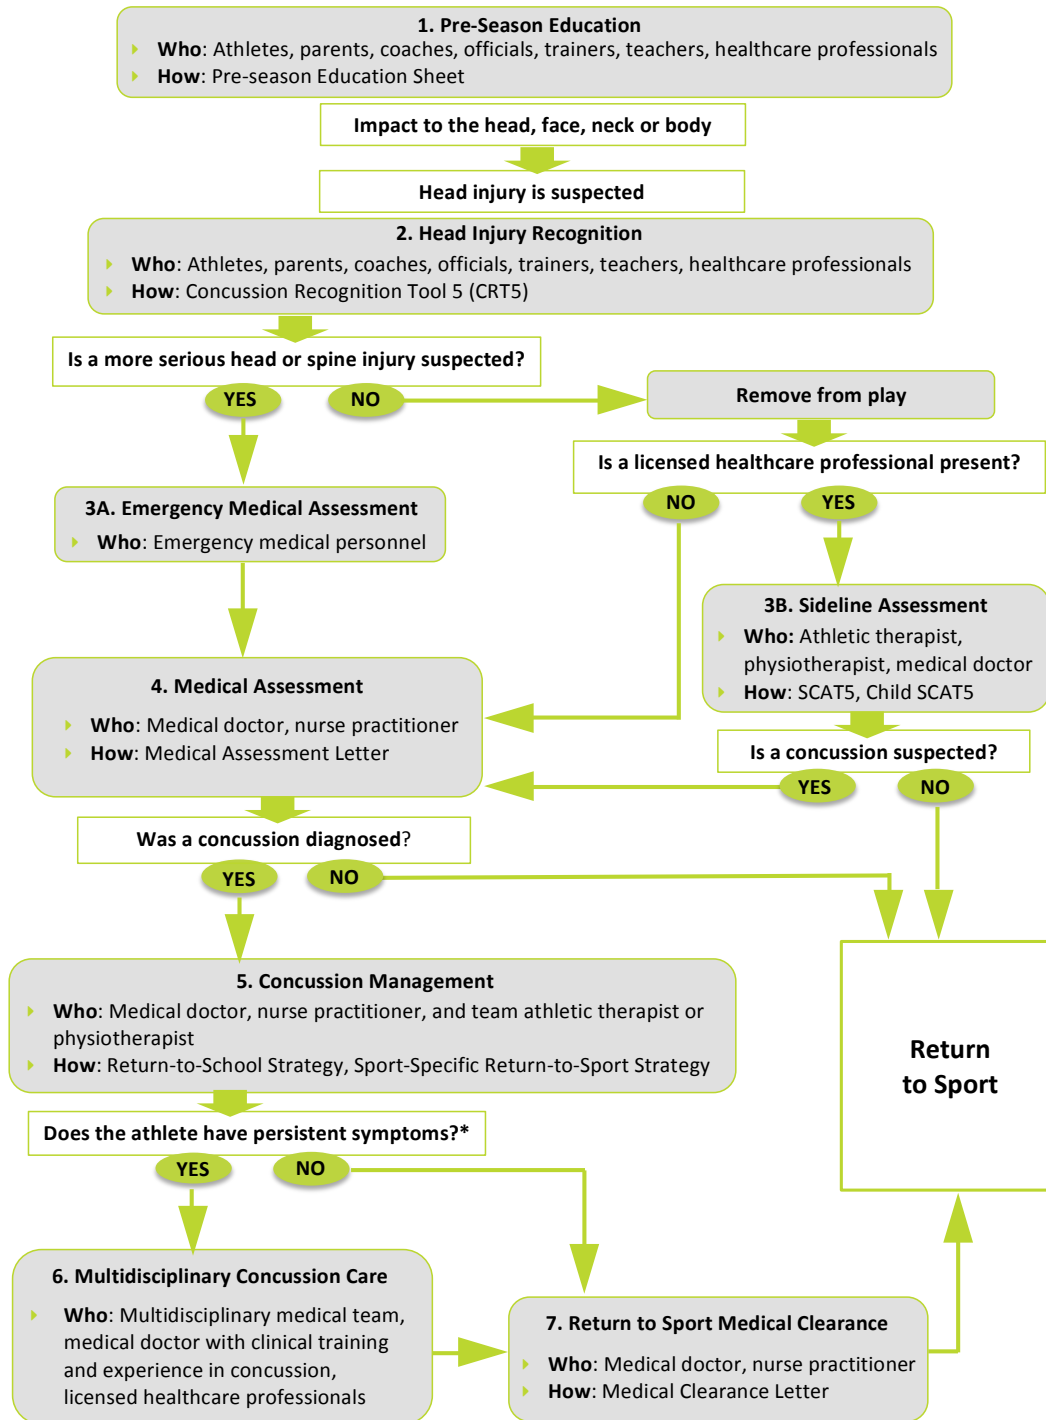 1. Pre-Season Education
Who: Athletes, parents, coaches, officials, trainers, teachers, healthcare professionals
How: Pre-season Education Sheet
Impact to the head, face, neck or body
Head injury is suspected
2. Head Injury Recognition
Who: Athletes, parents, coaches, officials, trainers, teachers, healthcare professionals
How: Concussion Recognition Tool 5 (CRT5)
Is a more serious head or spine injury suspected?
YES
NO
Remove from play
Is a licensed healthcare professional present?
NO
YES
3A. Emergency Medical Assessment
Who: Emergency medical personnel
3B. Sideline Assessment
Who: Athletic therapist,
physiotherapist, medical doctor
How: SCAT5, Child SCAT5
Is a concussion suspected?
YES
NO
4. Medical Assessment
Who: Medical doctor, nurse practitioner
How: Medical Assessment Letter
Was a concussion diagnosed?
YES
NO
5. Concussion Management
Who: Medical doctor, nurse practitioner, and team athletic therapist or
physiotherapist
How: Return-to-School Strategy, Sport-Specific Return-to-Sport Strategy
Return
to Sport
Does the athlete have persistent symptoms?*
YES
NO
6. Multidisciplinary Concussion Care
Who: Multidisciplinary medical team,
medical doctor with clinical training
and experience in concussion,
licensed healthcare professionals
7. Return to Sport Medical Clearance
Who: Medical doctor, nurse practitioner
How: Medical Clearance Letter